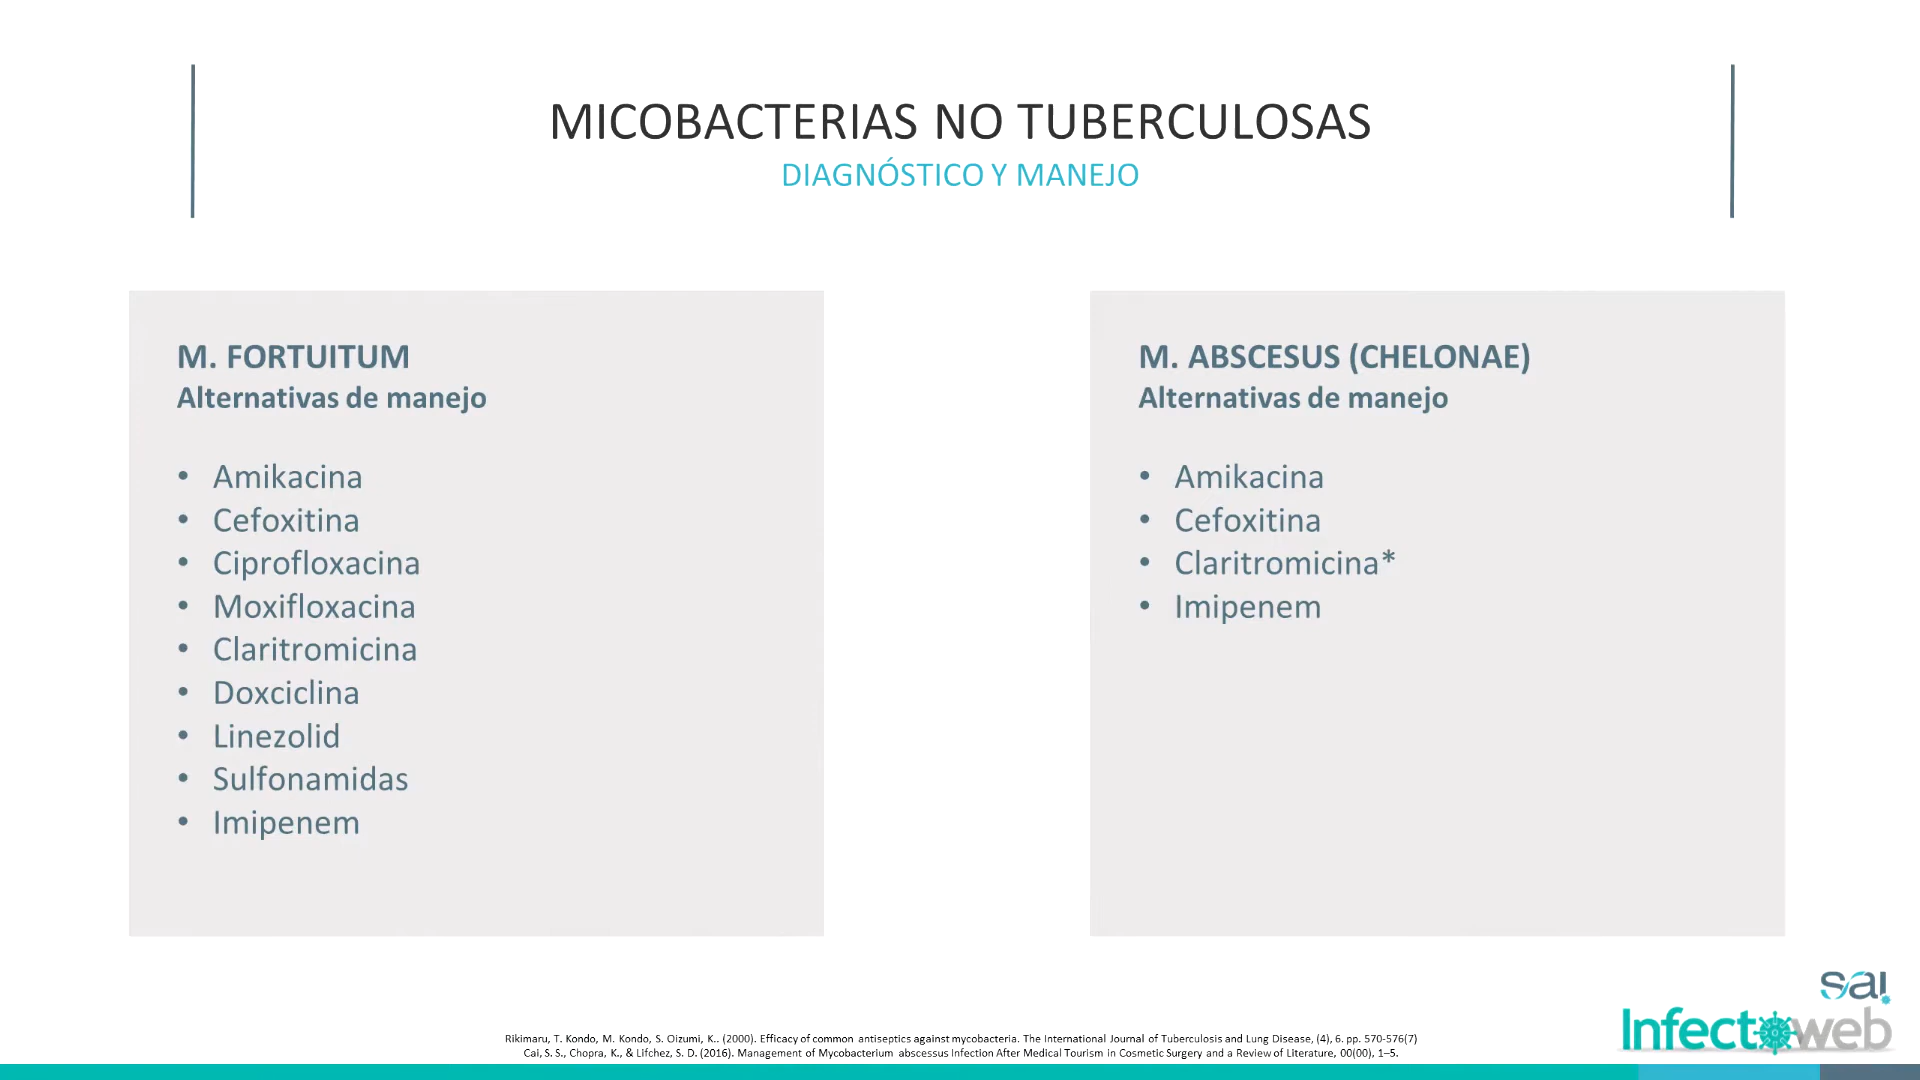 MICOBACTERIAS NO TUBERCULOSAS
DIAGNÓSTICO Y MANEJO
M. FORTUITUM
Alternativas de manejo
• Amikacina
• Cefoxitina
• Ciprofloxacina
• Moxifloxacina
• Claritromicina
• Doxciclina
• Linezolid
• Sulfonamidas
• Imipenem
M. ABSCESUS (CHELONAE)
Alternativas de manejo
• Amikacina
• Cefoxitina
• Claritromicina*
• Imipenem
sai
Infectoweb
Rikimaru, T. Kondo, M. Kondo, S. Oizumi, K.. (2000). Efficacy of common antiseptics against mycobacteria. The International Journal of Tuberculosis and Lung Disease, (4), 6. pp. 570-576(7)
Cai, S. S., Chopra, K., & Lifchez, S. D. (2016). Management of Mycobacterium abscessus Infection After Medical Tourism in Cosmetic Surgery and a Review of Literature, 00(00), 1–5.